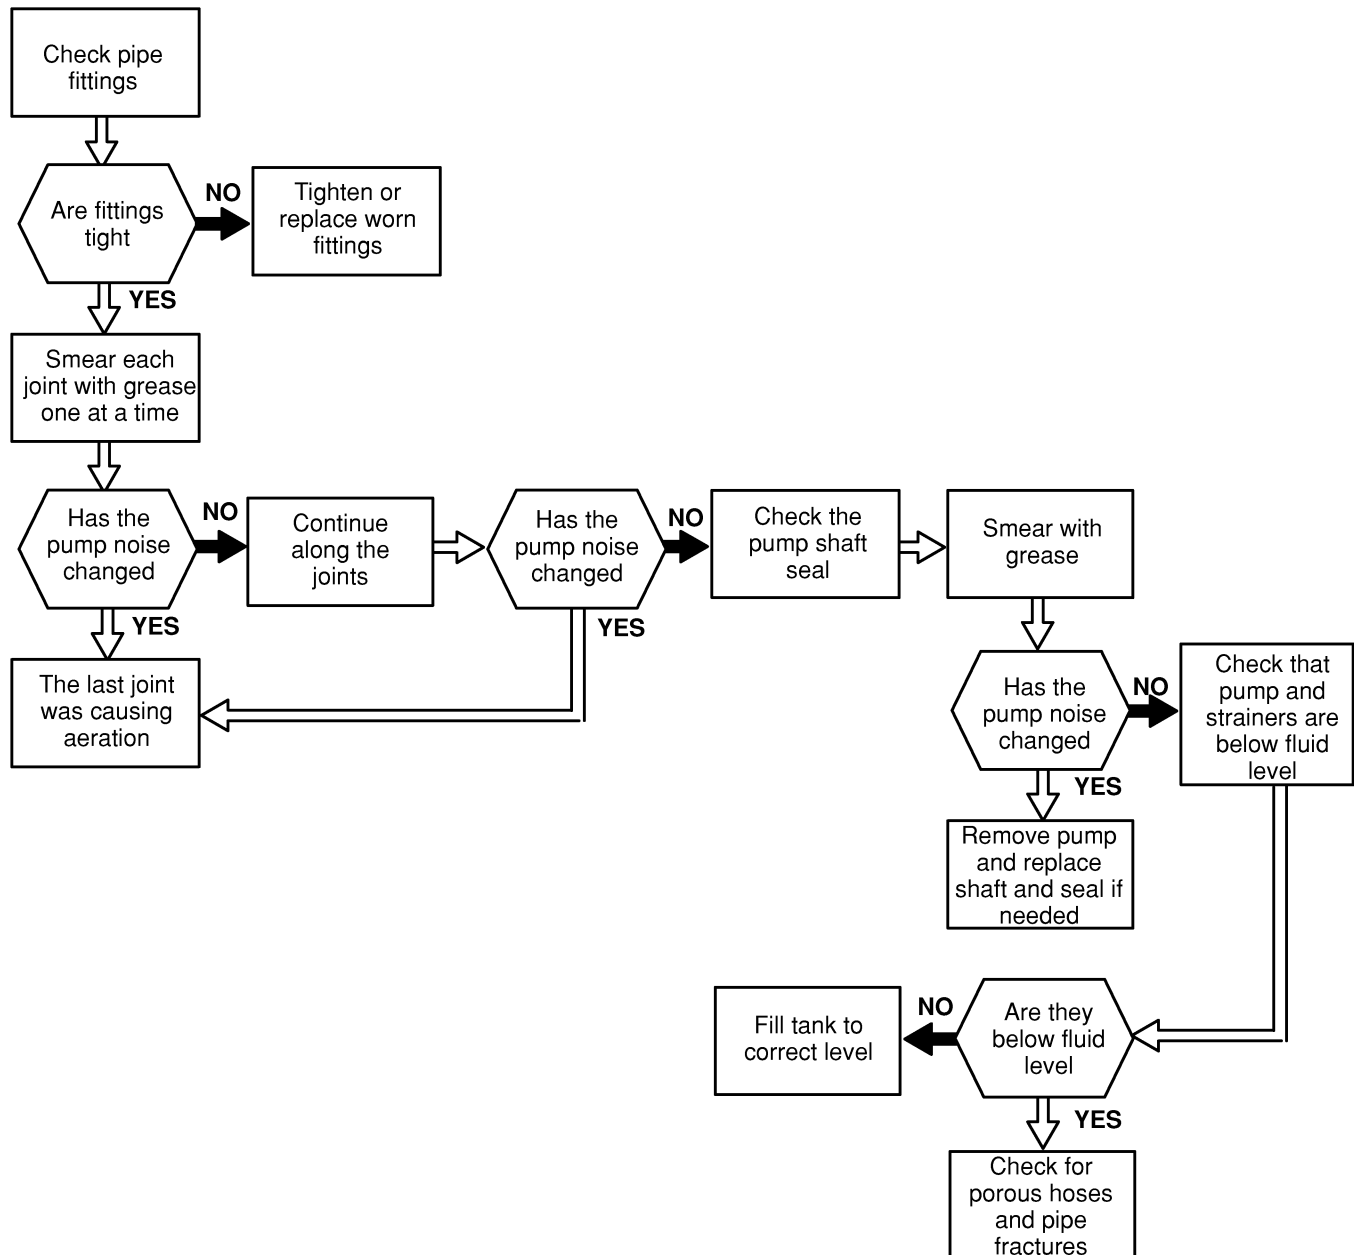 Check pipe
fittings
Are fittings
tight
NO
Tighten or
replace worn
fittings
YES
Smear each
joint with grease
one at a time
Has the
pump noise
changed
NO
Continue
along the
joints
Has the
pump noise
changed
NO
Check the
pump shaft
seal
Smear with
grease
YES
YES
The last joint
was causing
aeration
Has the
pump noise
changed
NO
Check that
pump and
strainers are
below fluid
level
YES
Remove pump
and replace
shaft and seal if
needed
Fill tank to
correct level
NO
Are they
below fluid
level
YES
Check for
porous hoses
and pipe
fractures